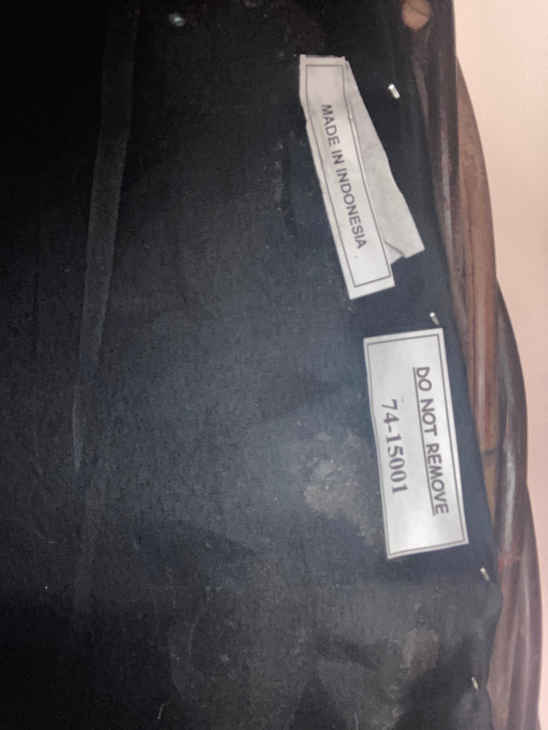 MADE IN INDONESIA
DO NOT REMOVE
74-15001